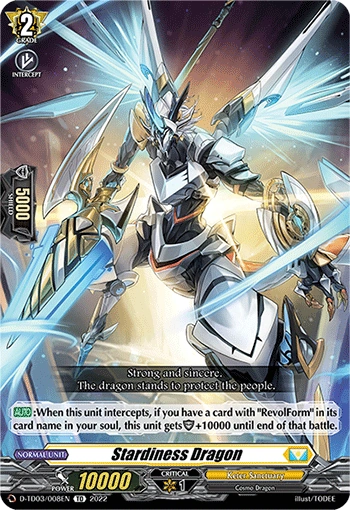 2
GRADE
INTERCEPT
5000
SHIELD
Strong and sincere.
The dragon stands to protect the people.
AUTO:When this unit intercepts, if you have a card with "RevolForm" in its
card name in your soul, this unit gets +10000 until end of that battle.
NORMAL UNIT
Stardiness Dragon
POWER 10000
CRITICAL
1
Keter Sanctuary
Cosmo Dragon
D-TD03/008EN TD 2022
illust/TODEE